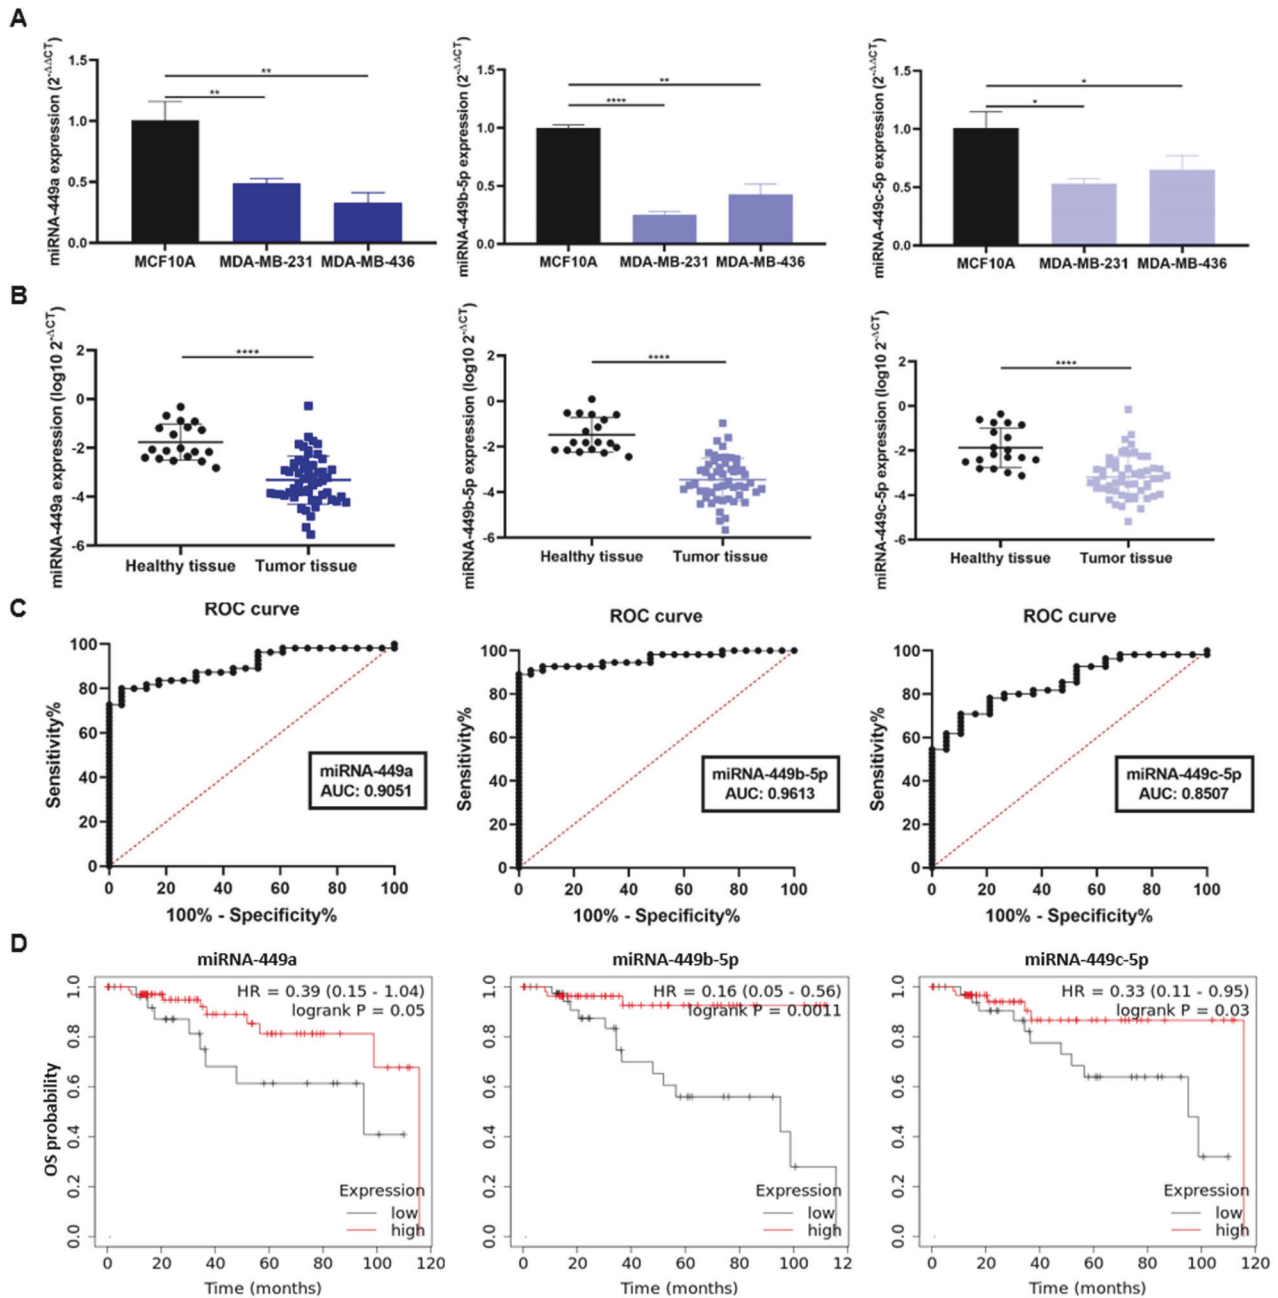 A
miRNA-449a expression (2^-ΔΔCT)
1.5
1.0
0.5
0.0
**
**
MCF10A MDA-MB-231 MDA-MB-436
miRNA-449b-5p expression (2^-ΔΔCT)
1.5
1.0
0.5
0.0
**
****
MCF10A MDA-MB-231 MDA-MB-436
miRNA-449c-5p expression (2^-ΔΔCT)
1.5
1.0
0.5
0.0
*
*
MCF10A MDA-MB-231 MDA-MB-436
B
miRNA-449a expression (log10 2^-ΔCT)
2
0
-2
-4
-6
****
Healthy tissue Tumor tissue
miRNA-449b-5p expression (log10 2^-ΔCT)
2
0
-2
-4
-6
****
Healthy tissue Tumor tissue
miRNA-449c-5p expression (log10 2^-ΔCT)
2
0
-2
-4
-6
****
Healthy tissue Tumor tissue
C
ROC curve
Sensitivity%
100
80
60
40
20
0
miRNA-449a
AUC: 0.9051
0 20 40 60 80 100
100% - Specificity%
ROC curve
Sensitivity%
100
80
60
40
20
0
miRNA-449b-5p
AUC: 0.9613
0 20 40 60 80 100
100% - Specificity%
ROC curve
Sensitivity%
100
80
60
40
20
0
miRNA-449c-5p
AUC: 0.8507
0 20 40 60 80 100
100% - Specificity%
D
miRNA-449a
OS probability
1.0
0.8
0.6
0.4
0.2
0.0
HR = 0.39 (0.15 - 1.04)
logrank P = 0.05
Expression
low
high
0 20 40 60 80 100 120
Time (months)
miRNA-449b-5p
1.0
0.8
0.6
0.4
0.2
0.0
HR = 0.16 (0.05 - 0.56)
logrank P = 0.0011
Expression
low
high
0 20 40 60 80 100 12
Time (months)
miRNA-449c-5p
1.0
0.8
0.6
0.4
0.2
0.0
HR = 0.33 (0.11 - 0.95)
logrank P = 0.03
Expression
low
high
0 20 40 60 80 100 120
Time (months)